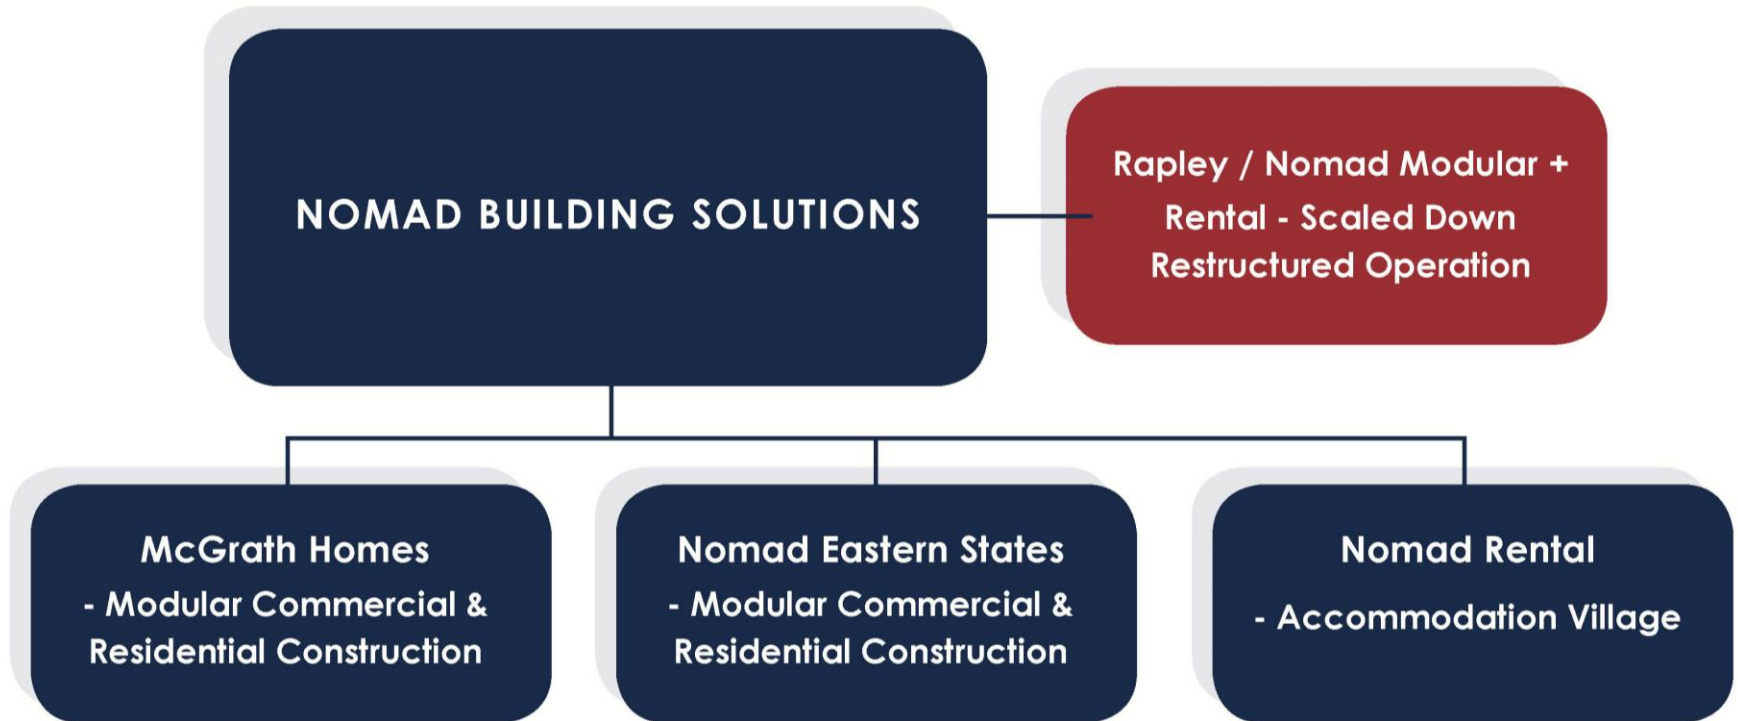 NOMAD BUILDING SOLUTIONS
Rapley / Nomad Modular +
Rental - Scaled Down
Restructured Operation
McGrath Homes
- Modular Commercial &
Residential Construction
Nomad Eastern States
- Modular Commercial &
Residential Construction
Nomad Rental
- Accommodation Village